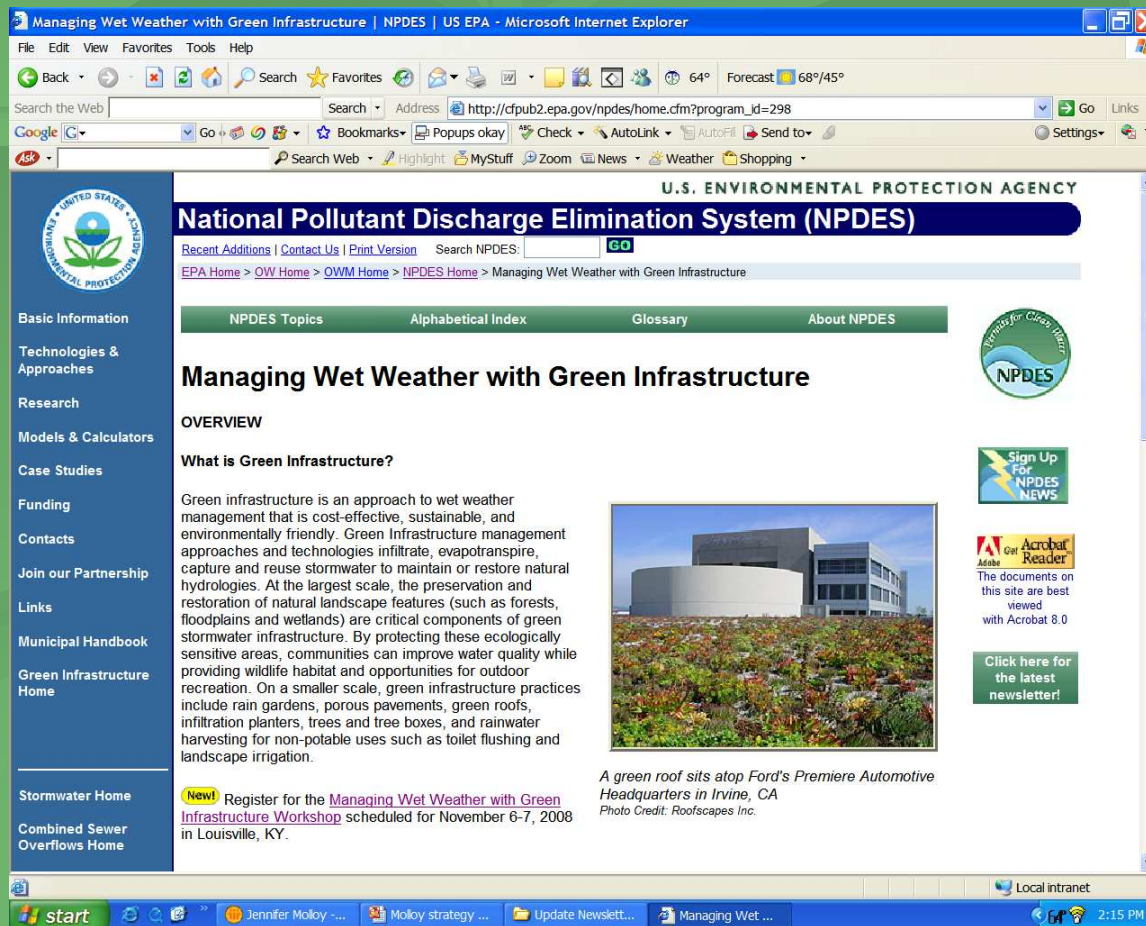 Managing Wet Weather with Green Infrastructure | NPDES | US EPA - Microsoft Internet Explorer
File Edit View Favorites Tools Help
Back Search Favorites 64° Forecast 68°/45°
Search the Web Search Address http://cfpub2.epa.gov/npdes/home.cfm?program_id=298 Go Links
Google G Go Bookmarks Popups okay Check AutoLink AutoFill Send to Settings
Ask Search Web Highlight MyStuff Zoom News Weather Shopping
U.S. ENVIRONMENTAL PROTECTION AGENCY
National Pollutant Discharge Elimination System (NPDES)
Recent Additions | Contact Us | Print Version Search NPDES: GO
EPA Home > OW Home > OWM Home > NPDES Home > Managing Wet Weather with Green Infrastructure
UNITED STATES ENVIRONMENTAL PROTECTION AGENCY
Basic Information
Technologies &
Approaches
Research
Models & Calculators
Case Studies
Funding
Contacts
Join our Partnership
Links
Municipal Handbook
Green Infrastructure
Home
Stormwater Home
Combined Sewer
Overflows Home
NPDES Topics Alphabetical Index Glossary About NPDES
Managing Wet Weather with Green Infrastructure
OVERVIEW
What is Green Infrastructure?
Green infrastructure is an approach to wet weather
management that is cost-effective, sustainable, and
environmentally friendly. Green Infrastructure management
approaches and technologies infiltrate, evapotranspire,
capture and reuse stormwater to maintain or restore natural
hydrologies. At the largest scale, the preservation and
restoration of natural landscape features (such as forests,
floodplains and wetlands) are critical components of green
stormwater infrastructure. By protecting these ecologically
sensitive areas, communities can improve water quality while
providing wildlife habitat and opportunities for outdoor
recreation. On a smaller scale, green infrastructure practices
include rain gardens, porous pavements, green roofs,
infiltration planters, trees and tree boxes, and rainwater
harvesting for non-potable uses such as toilet flushing and
landscape irrigation.
New! Register for the Managing Wet Weather with Green
Infrastructure Workshop scheduled for November 6-7, 2008
in Louisville, KY.
A green roof sits atop Ford's Premiere Automotive
Headquarters in Irvine, CA
Photo Credit: Roofscapes Inc.
Permits for Clean Water
NPDES
Sign Up
For
NPDES
NEWS
Adobe Get Acrobat
Reader
The documents on
this site are best
viewed
with Acrobat 8.0
Click here for
the latest
newsletter!
Local intranet
start Jennifer Molloy -... Molloy strategy ... Update Newslett... Managing Wet ... 64° 2:15 PM